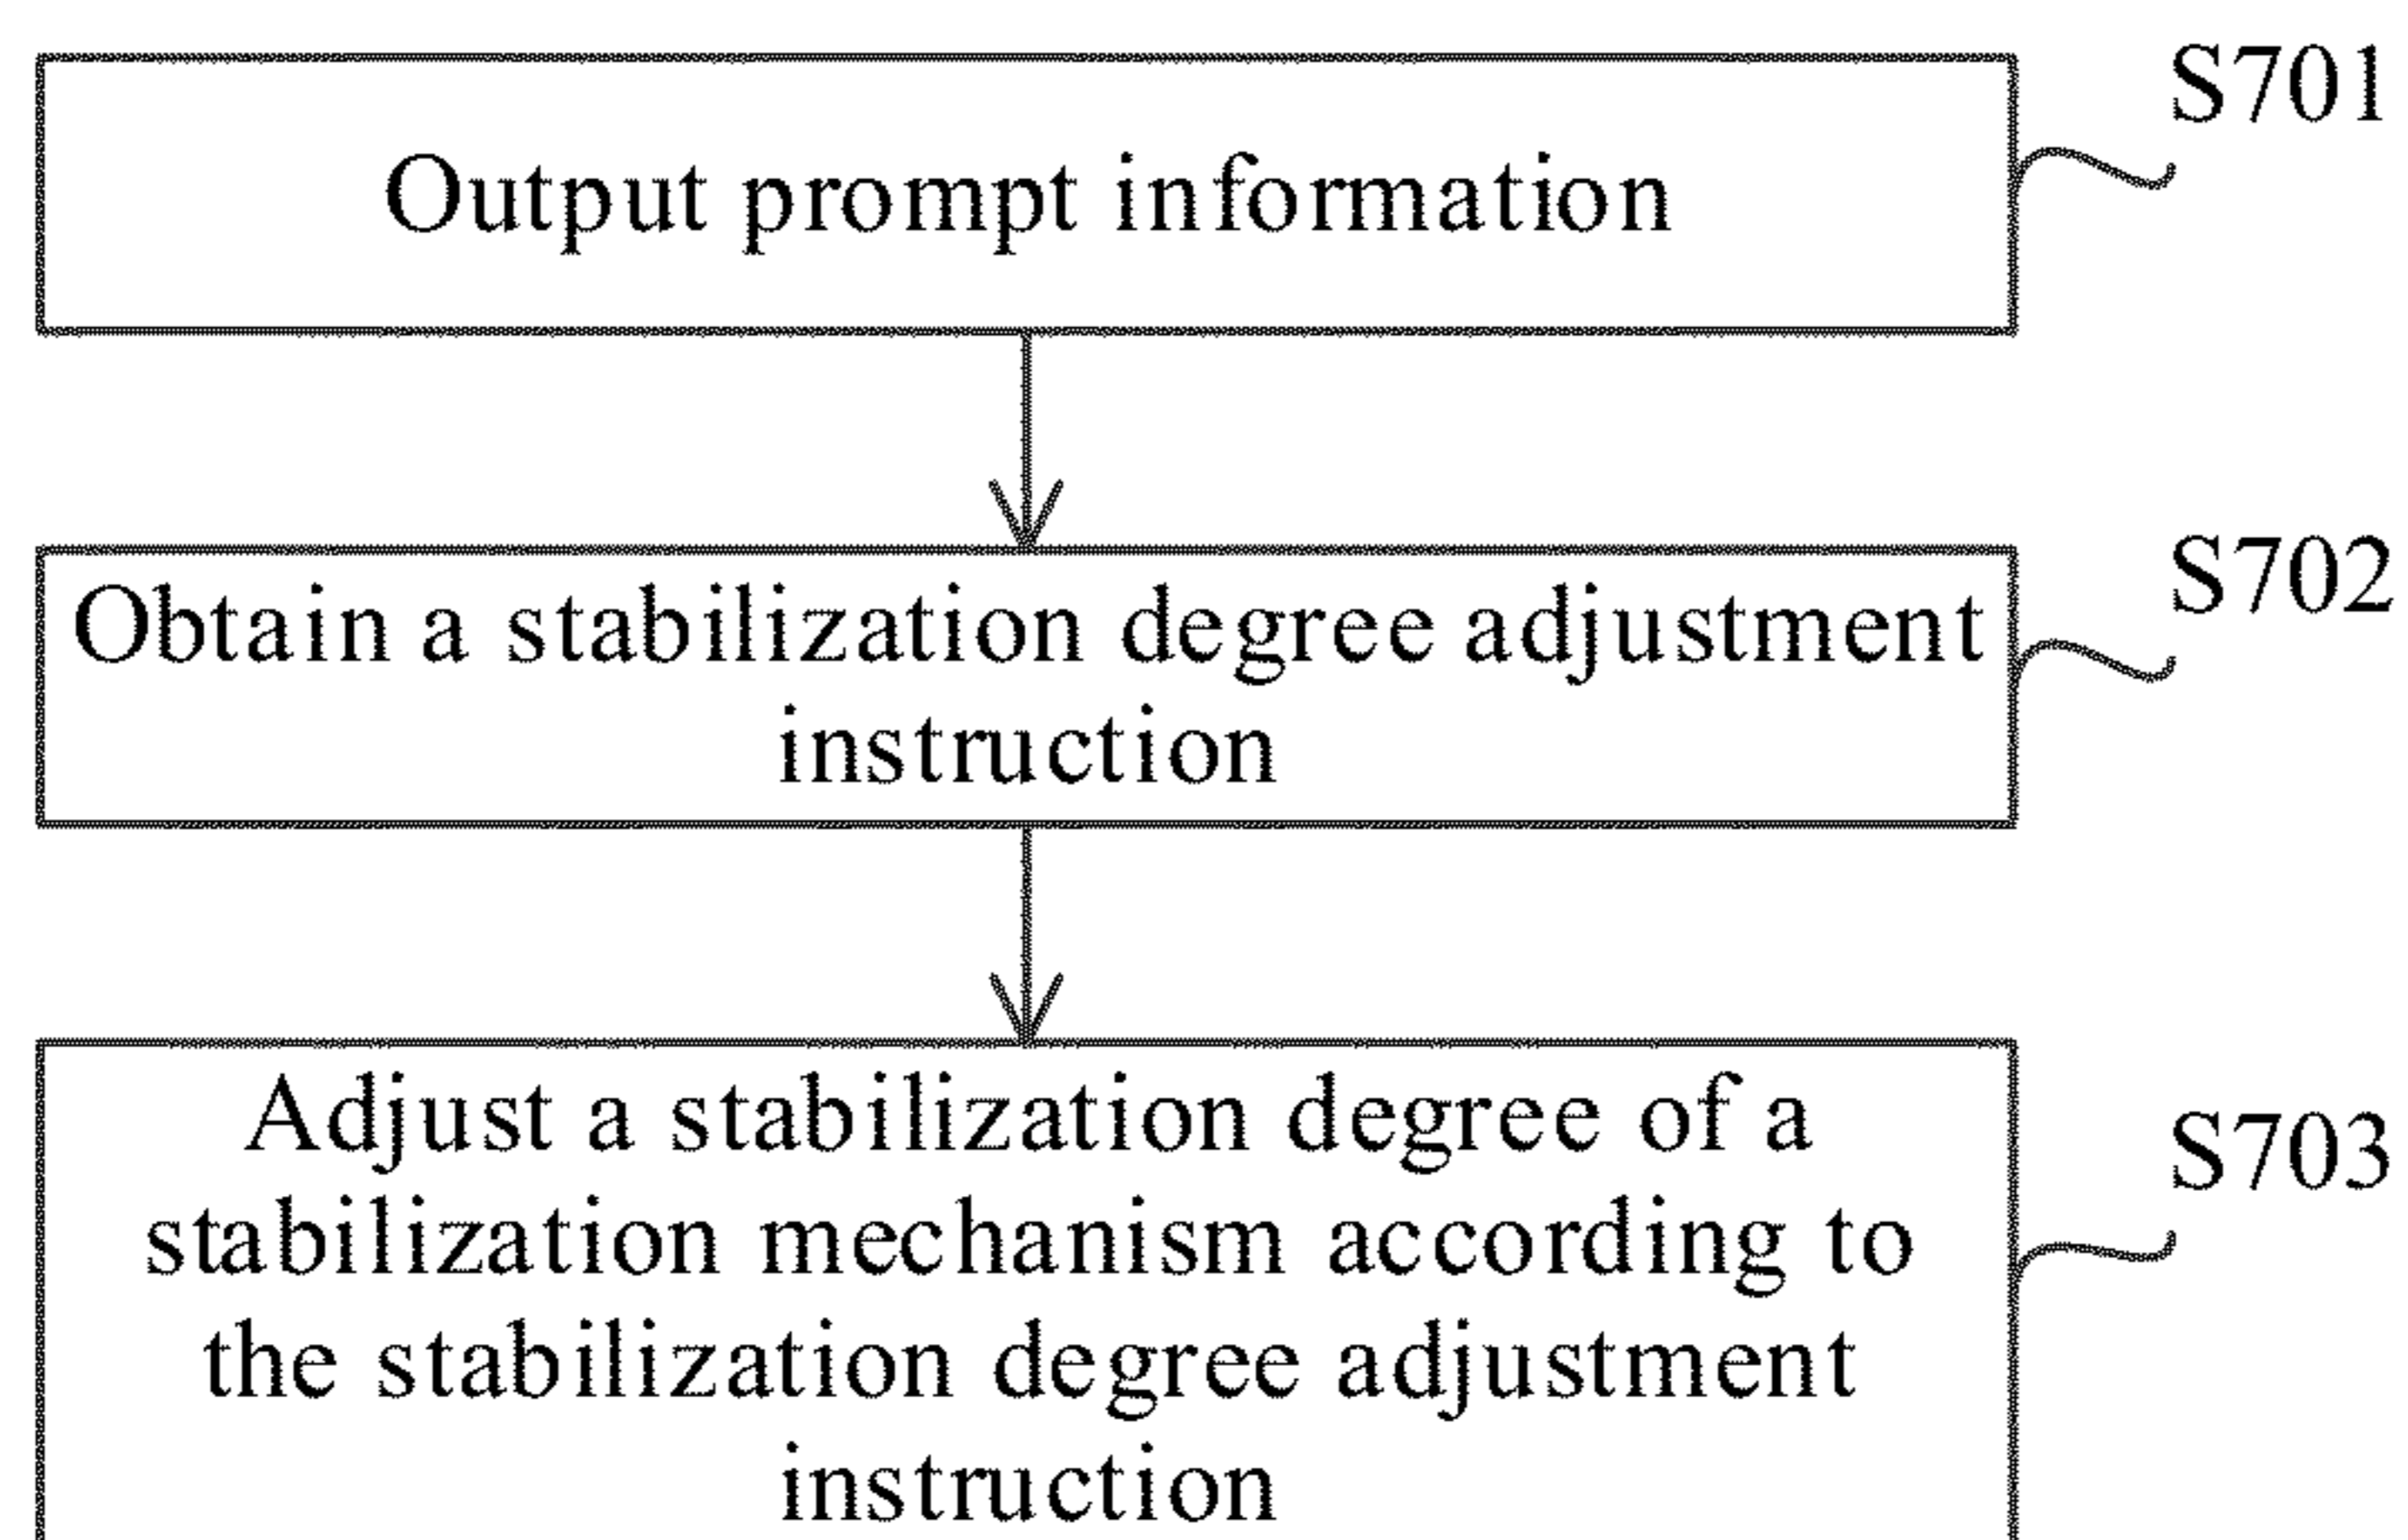 S701
Output prompt information
S702
Obtain a stabilization degree adjustment
instruction
Adjust a stabilization degree of a
S703
stabilization mechanism according to
the stabilization degree adjustment
instruction